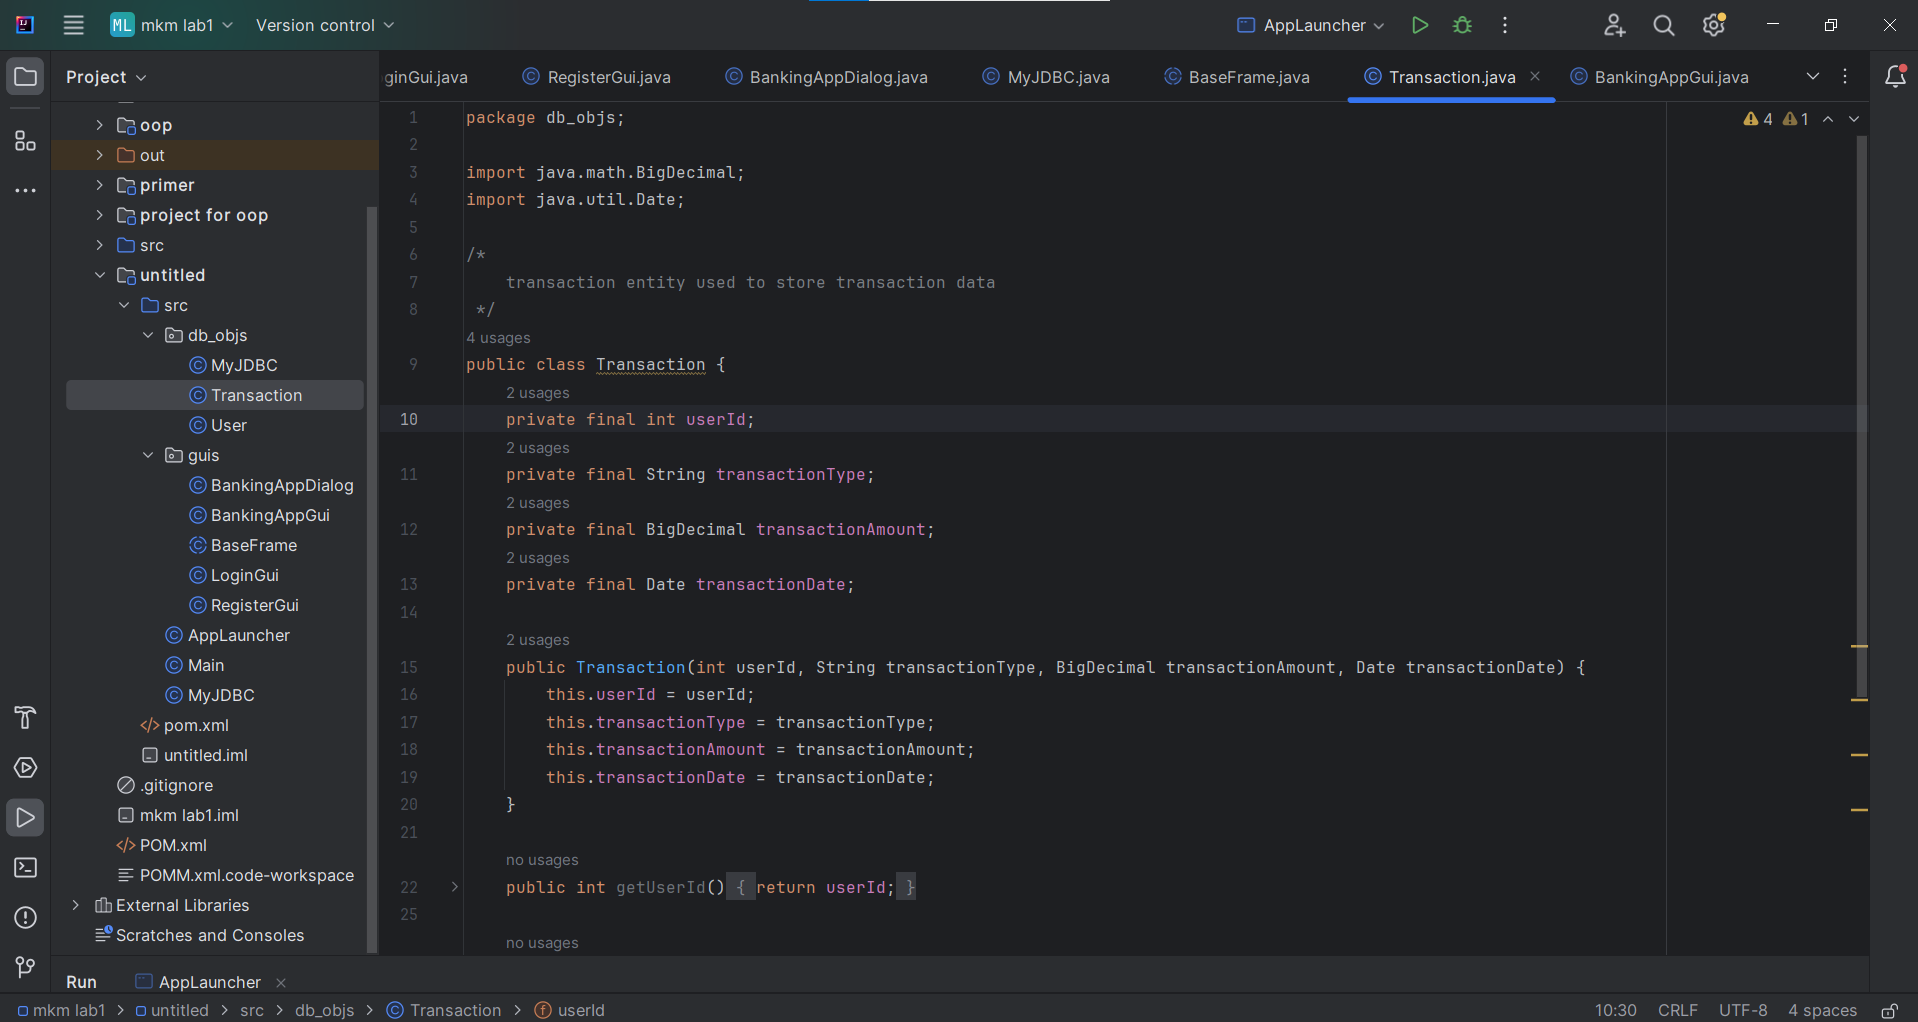 ML mkm lab1 Version control AppLauncher
Project
ginGui.java RegisterGui.java BankingAppDialog.java MyJDBC.java BaseFrame.java Transaction.java BankingAppGui.java
oop
out
primer
project for oop
src
untitled
src
db_objs
MyJDBC
Transaction
User
guis
BankingAppDialog
BankingAppGui
BaseFrame
LoginGui
RegisterGui
AppLauncher
Main
MyJDBC
pom.xml
untitled.iml
.gitignore
mkm lab1.iml
POM.xml
POMM.xml.code-workspace
External Libraries
Scratches and Consoles
4 1
1 package db_objs;
2
3 import java.math.BigDecimal;
4 import java.util.Date;
5
6 /*
7 transaction entity used to store transaction data
8 */
4 usages
9 public class Transaction {
2 usages
10 private final int userId;
2 usages
11 private final String transactionType;
2 usages
12 private final BigDecimal transactionAmount;
2 usages
13 private final Date transactionDate;
14
2 usages
15 public Transaction(int userId, String transactionType, BigDecimal transactionAmount, Date transactionDate) {
16 this.userId = userId;
17 this.transactionType = transactionType;
18 this.transactionAmount = transactionAmount;
19 this.transactionDate = transactionDate;
20 }
21
no usages
22 public int getUserId() { return userId; }
25
no usages
Run AppLauncher
mkm lab1 > untitled > src > db_objs > Transaction > userId 10:30 CRLF UTF-8 4 spaces